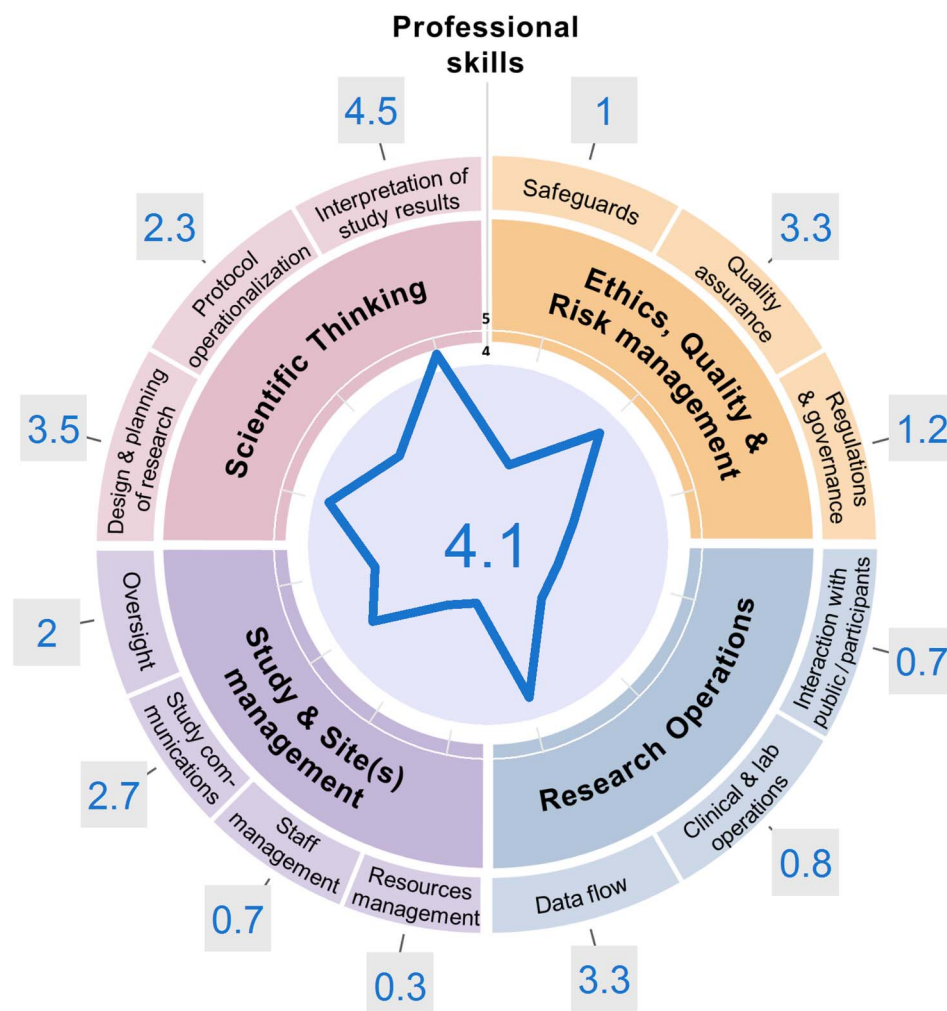 Professional
skills
4.5
1
2.3
3.3
3.5
1.2
2
0.7
2.7
0.8
0.7
0.3
3.3
Interpretation of
study results
Protocol
operationalization
Design & planning
of research
Scientific Thinking
Safeguards
Quality
assurance
Regulations
& governance
Ethics, Quality &
Risk management
5
4
4.1
Oversight
Study com-
munications
Staff
management
Resources
management
Study & Site(s)
management
Interaction with
public / participants
Clinical & lab
operations
Data flow
Research Operations